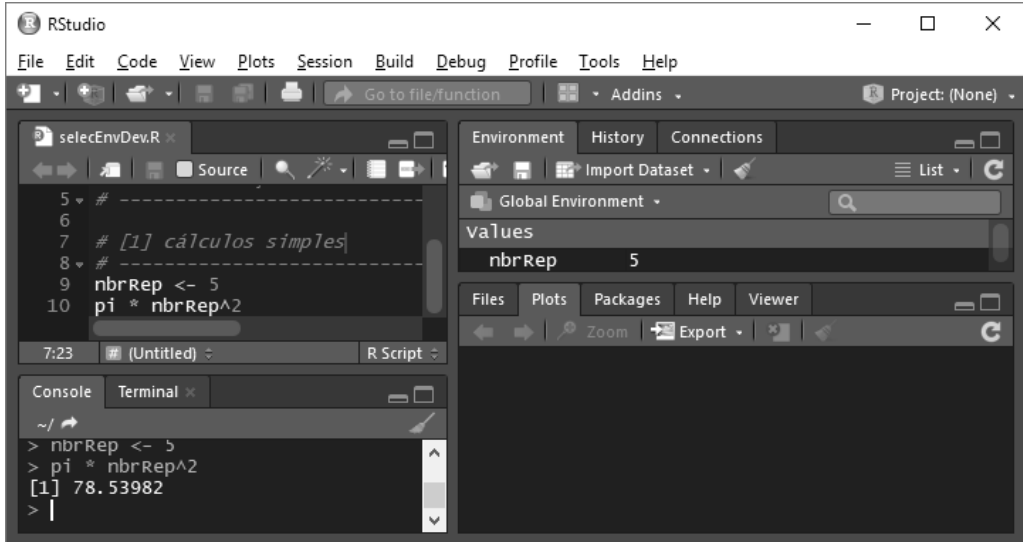 RStudio
File Edit Code View Plots Session Build Debug Profile Tools Help
Go to file/function Addins Project: (None)
selecEnvDev.R
Source
5 # -----------------------------
6
7 # [1] cálculos simples
8 # -----------------------------
9 nbrRep <- 5
10 pi * nbrRep^2
7:23 # (Untitled) R Script
Console Terminal
~/
> nbrRep <- 5
> pi * nbrRep^2
[1] 78.53982
>
Environment History Connections
Import Dataset List
Global Environment
Values
nbrRep 5
Files Plots Packages Help Viewer
Zoom Export